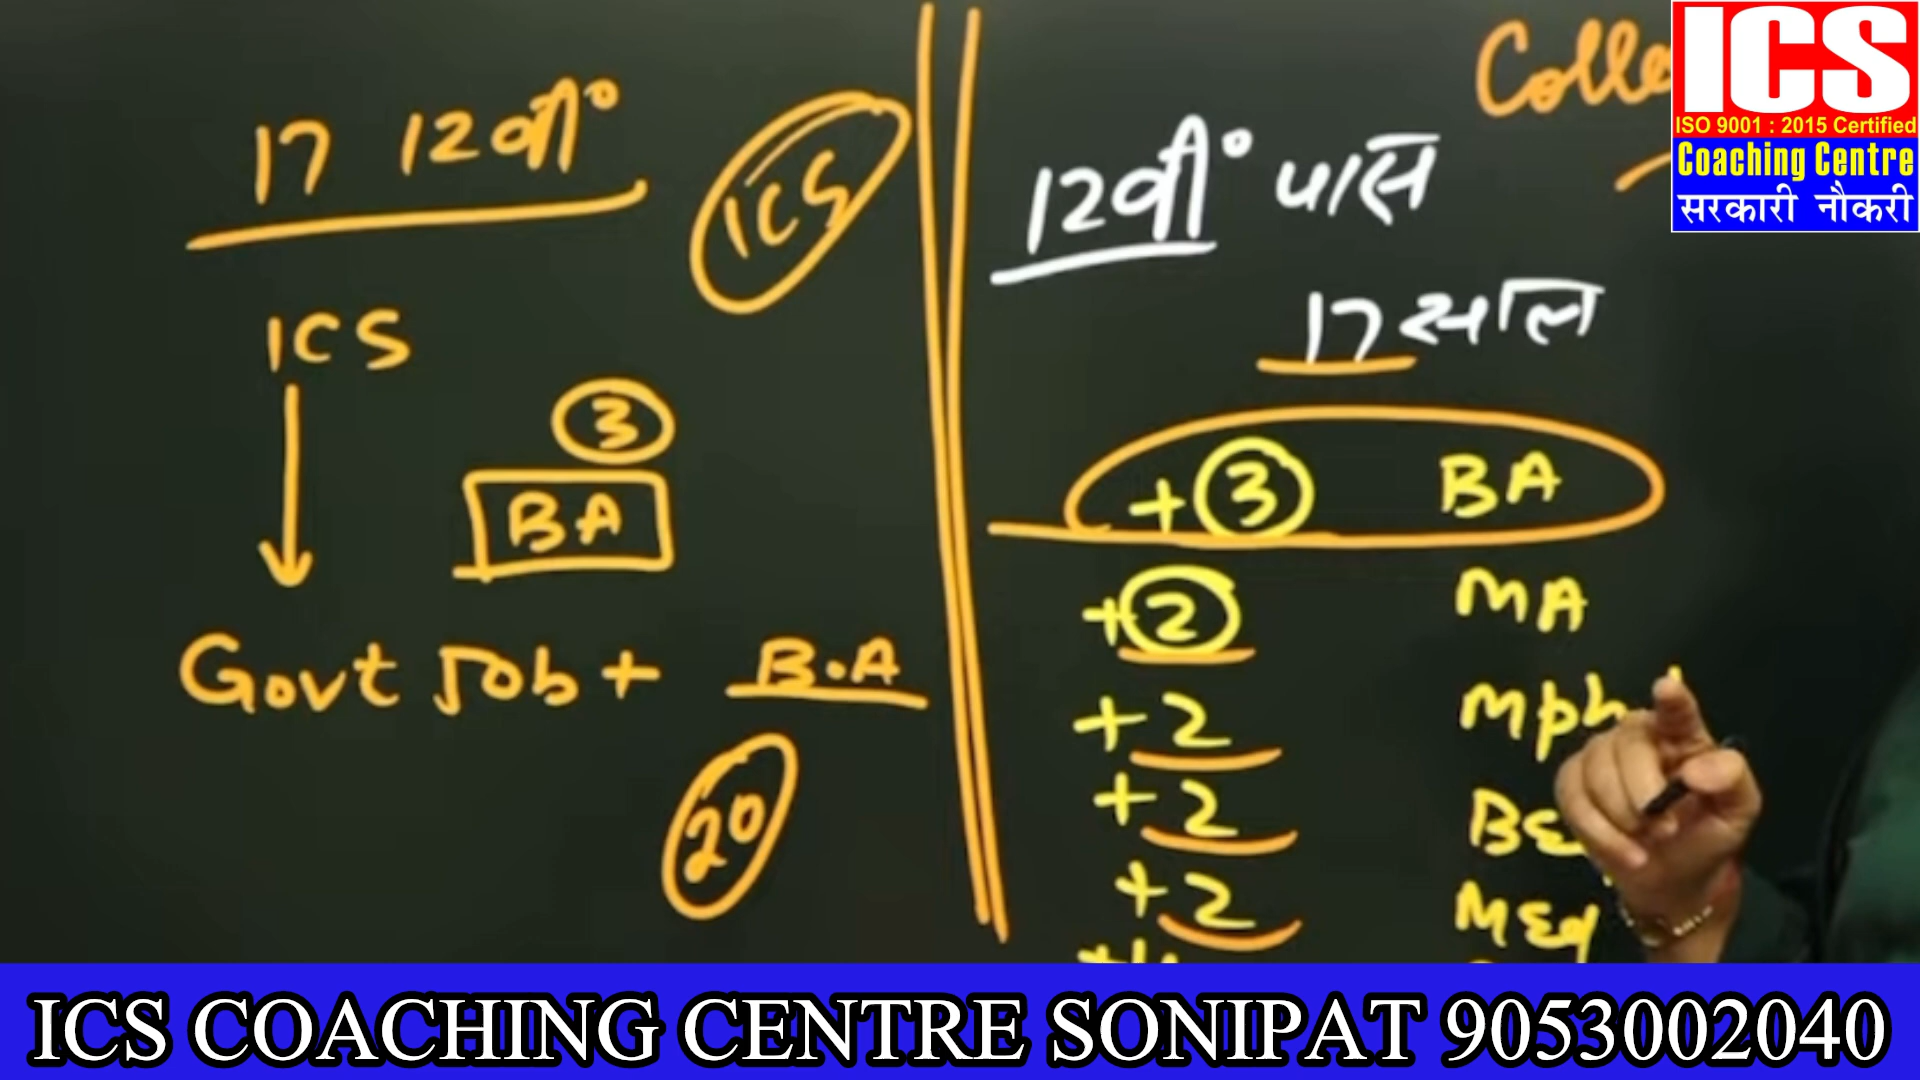 17 12वीं
ICS
ICS
3
BA
Govt Job + B.A
20
12वीं पास
17 साल
+ 3 BA
+ 2 MA
+ 2
+ 2
+ 2
ICS
ISO 9001 : 2015 Certified
Coaching Centre
सरकारी नौकरी
ICS COACHING CENTRE SONIPAT 9053002040